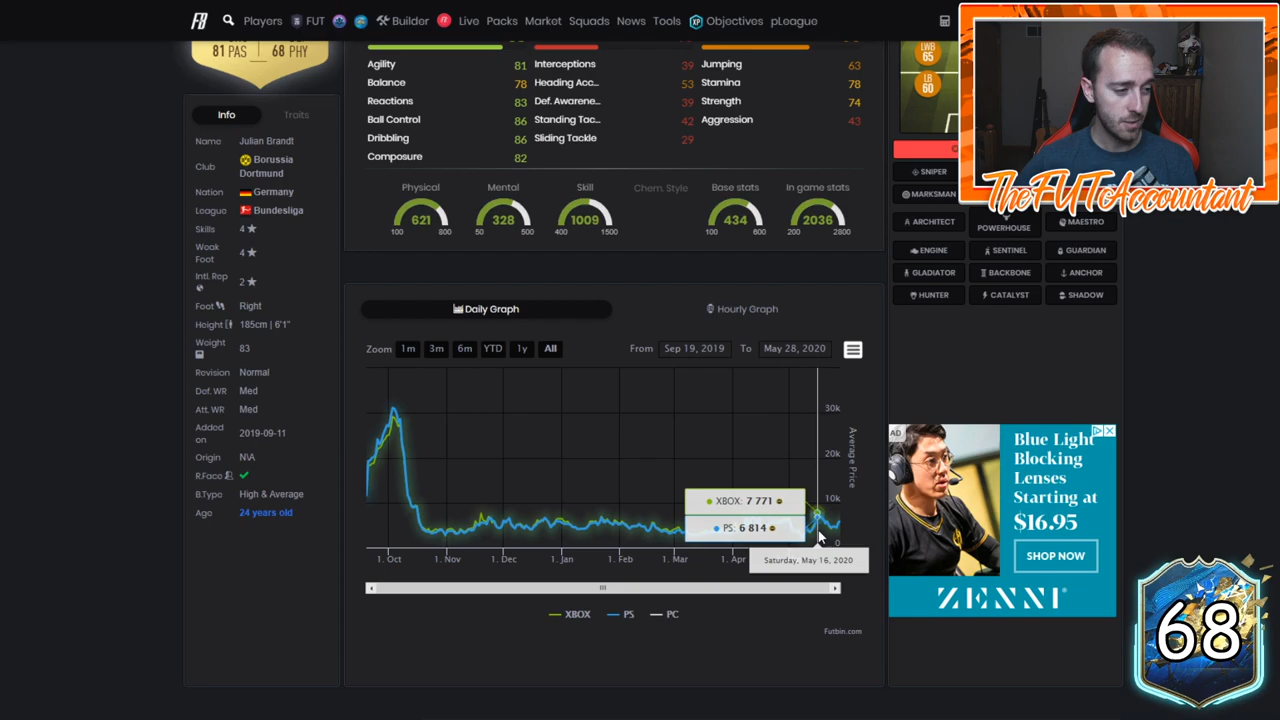 F8 Players FUT Builder Live Packs Market Squads News Tools XP Objectives pLeague
81 PAS 68 PHY
Info Traits
Name Julian Brandt
Club Borussia Dortmund
Nation Germany
League Bundesliga
Skills 4
Weak Foot 4
Intl. Rep 2
Foot Right
Height 185cm | 6'1"
Weight 83
Revision Normal
Def. WR Med
Att. WR Med
Added on 2019-09-11
Origin N\A
R.Face
B.Type High & Average
Age 24 years old
Agility 81
Balance 78
Reactions 83
Ball Control 86
Dribbling 86
Composure 82
Interceptions 39
Heading Acc... 53
Def. Awarene... 39
Standing Tac... 42
Sliding Tackle 29
Jumping 63
Stamina 78
Strength 74
Aggression 43
Physical Mental Skill Chem. Style Base stats In game stats
621 328 1009 434 2036
100 800 50 500 400 1500 100 600 200 2800
Daily Graph Hourly Graph
Zoom 1m 3m 6m YTD 1y All From Sep 19, 2019 To May 28, 2020
30k
20k
10k
0
Average Price
XBOX: 7 771
PS: 6 814
Saturday, May 16, 2020
1. Oct 1. Nov 1. Dec 1. Jan 1. Feb 1. Mar 1. Apr
XBOX PS PC
Futbin.com
LWB
65
LB
60
SNIPER
MARKSMAN
ARCHITECT POWERHOUSE MAESTRO
ENGINE SENTINEL GUARDIAN
GLADIATOR BACKBONE ANCHOR
HUNTER CATALYST SHADOW
TheFUTAccountant
AD
Blue Light
Blocking
Lenses
Starting at
$16.95
SHOP NOW
ZENNI
68